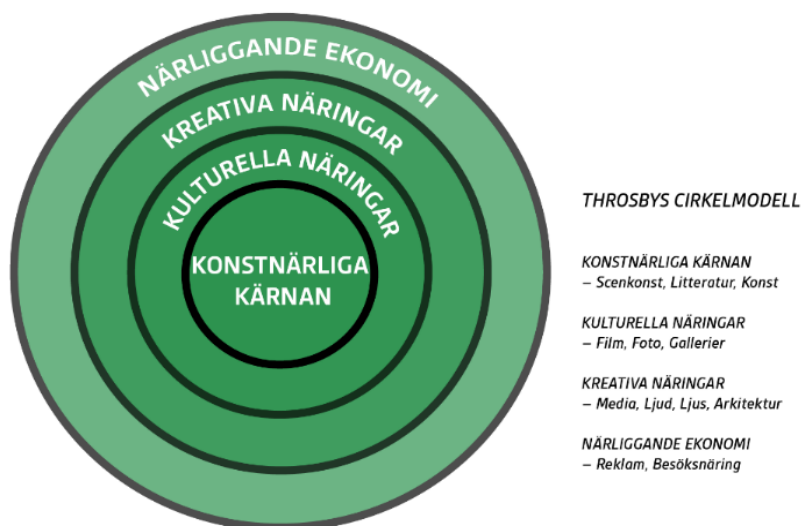 NÄRLIGGANDE EKONOMI
KREATIVA NÄRINGAR
KULTURELLA NÄRINGAR
KONSTNÄRLIGA
KÄRNAN
THROSBYS CIRKELMODELL
KONSTNÄRLIGA KÄRNAN
– Scenkonst, Litteratur, Konst
KULTURELLA NÄRINGAR
– Film, Foto, Gallerier
KREATIVA NÄRINGAR
– Media, Ljud, Ljus, Arkitektur
NÄRLIGGANDE EKONOMI
– Reklam, Besöksnäring